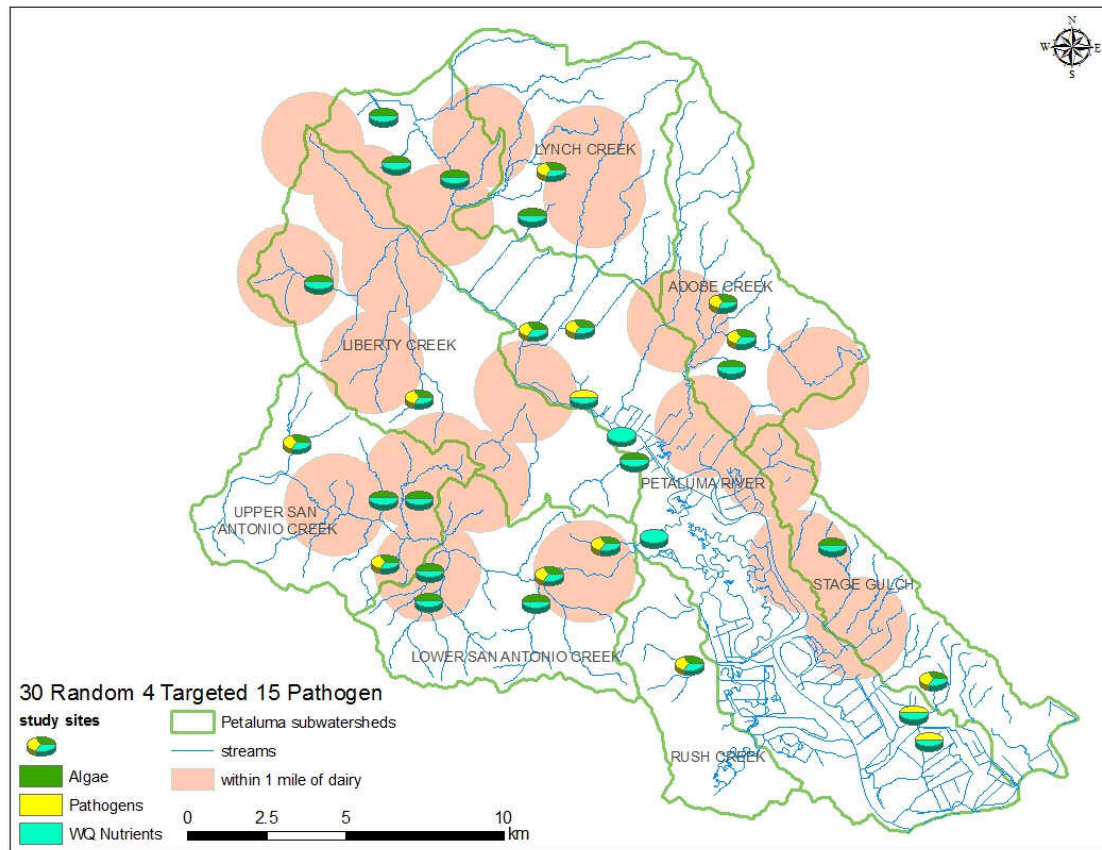 N
W E
S
LYNCH CREEK
ADOBE CREEK
LIBERTY CREEK
PETALUMA RIVER
UPPER SAN
ANTONIO CREEK
STAGE GULCH
LOWER SAN ANTONIO CREEK
RUSH CREEK
30 Random 4 Targeted 15 Pathogen
study sites
Algae
Pathogens
WQ Nutrients
Petaluma subwatersheds
streams
within 1 mile of dairy
0 2.5 5 10
km